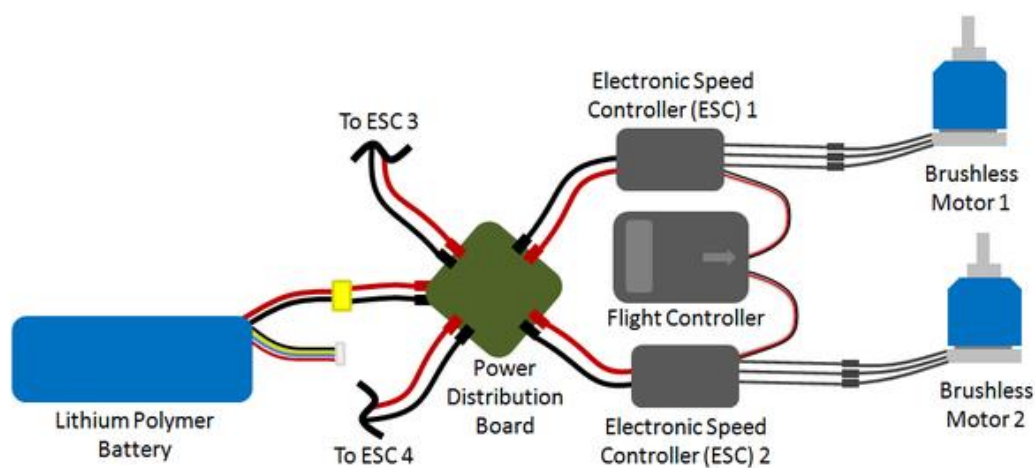 Electronic Speed
Controller (ESC) 1
To ESC 3
Brushless
Motor 1
Flight Controller
Power
Distribution
Board
Lithium Polymer
Battery
To ESC 4
Electronic Speed
Controller (ESC) 2
Brushless
Motor 2